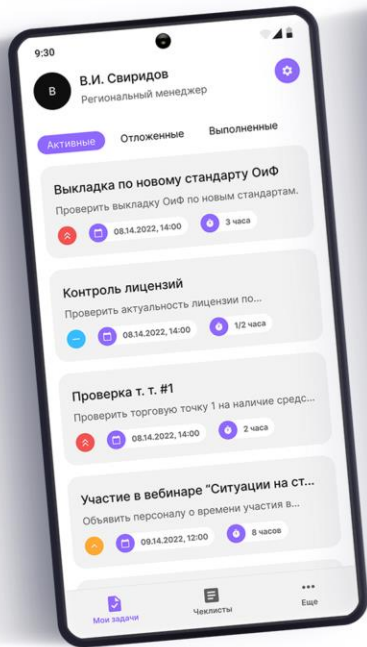 9:30
В
В.И. Свиридов
Региональный менеджер
Активные Отложенные Выполненные
Выкладка по новому стандарту ОиФ
Проверить выкладку ОиФ по новым стандартам.
08.14.2022, 14:00 3 часа
Контроль лицензий
Проверить актуальность лицензии по...
08.14.2022, 14:00 1/2 часа
Проверка т. т. #1
Проверить торговую точку 1 на наличие средс...
08.14.2022, 14:00 2 часа
Участие в вебинаре "Ситуации на ст...
Объявить персоналу о времени участия в...
09.14.2022, 12:00 8 часов
Мои задачи Чеклисты Еще